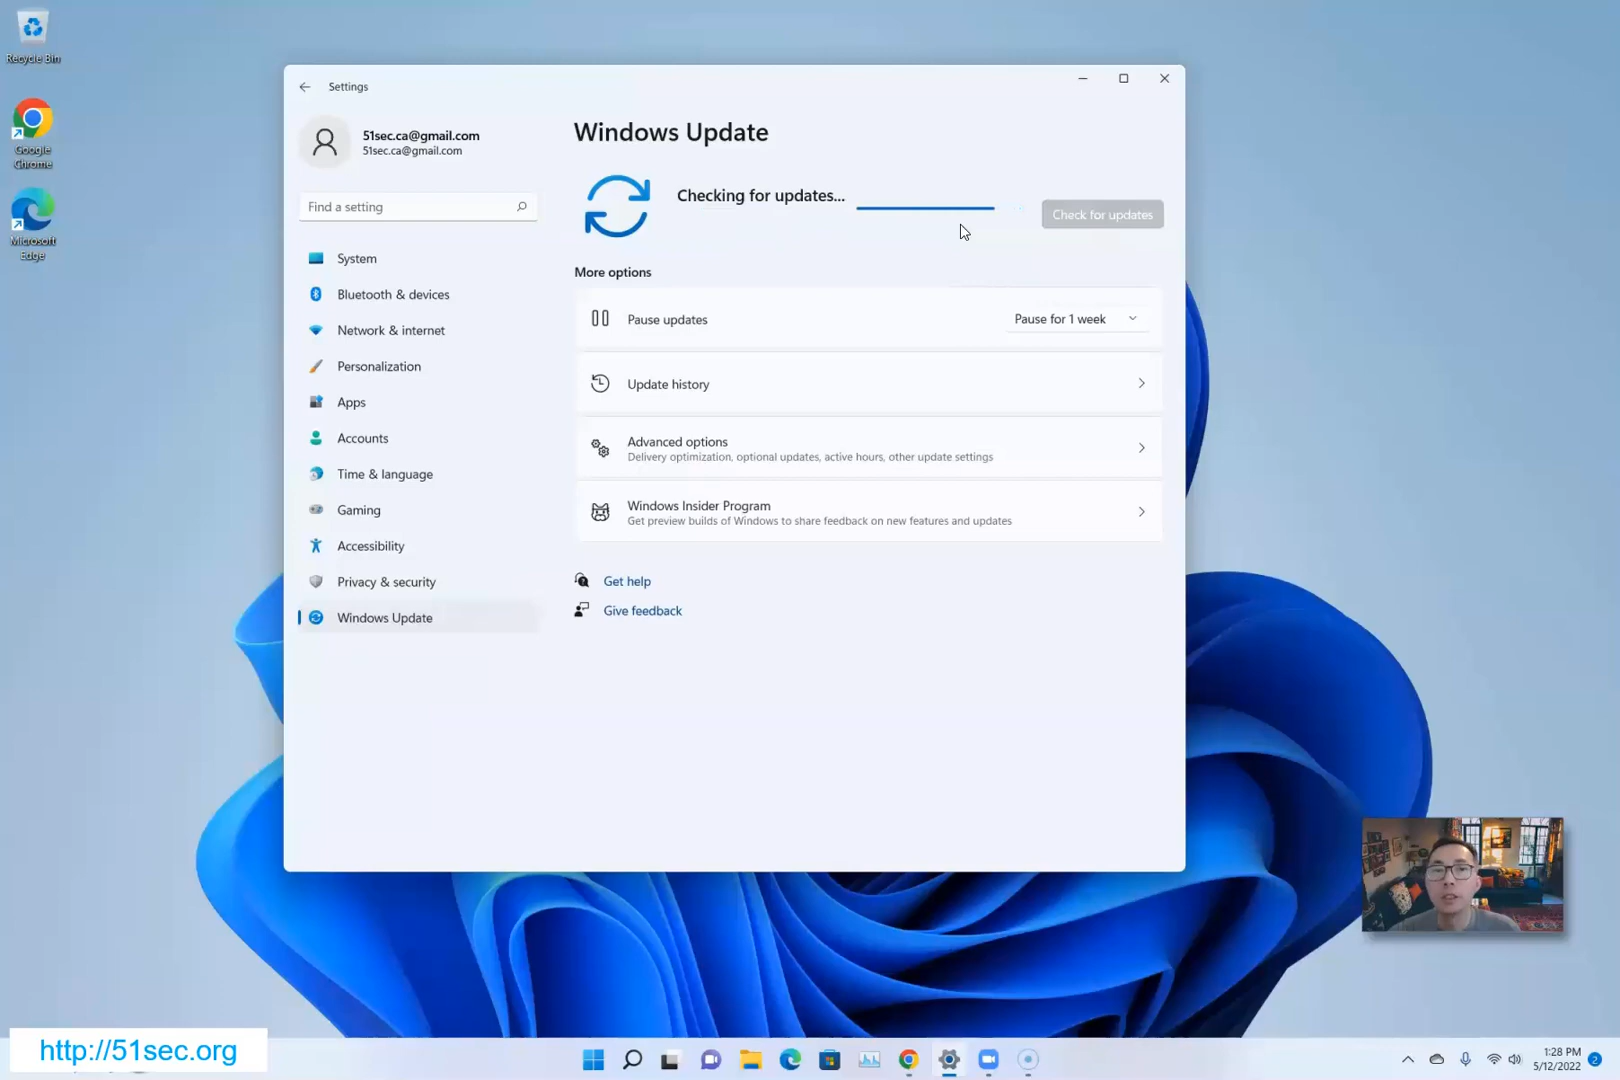 Recycle Bin
Google
Chrome
Microsoft
Edge
Settings
51sec.ca@gmail.com
51sec.ca@gmail.com
Find a setting
System
Bluetooth & devices
Network & internet
Personalization
Apps
Accounts
Time & language
Gaming
Accessibility
Privacy & security
Windows Update
Windows Update
Checking for updates...
Check for updates
More options
Pause updates
Pause for 1 week
Update history
Advanced options
Delivery optimization, optional updates, active hours, other update settings
Windows Insider Program
Get preview builds of Windows to share feedback on new features and updates
Get help
Give feedback
http://51sec.org
1:28 PM
5/12/2022
2